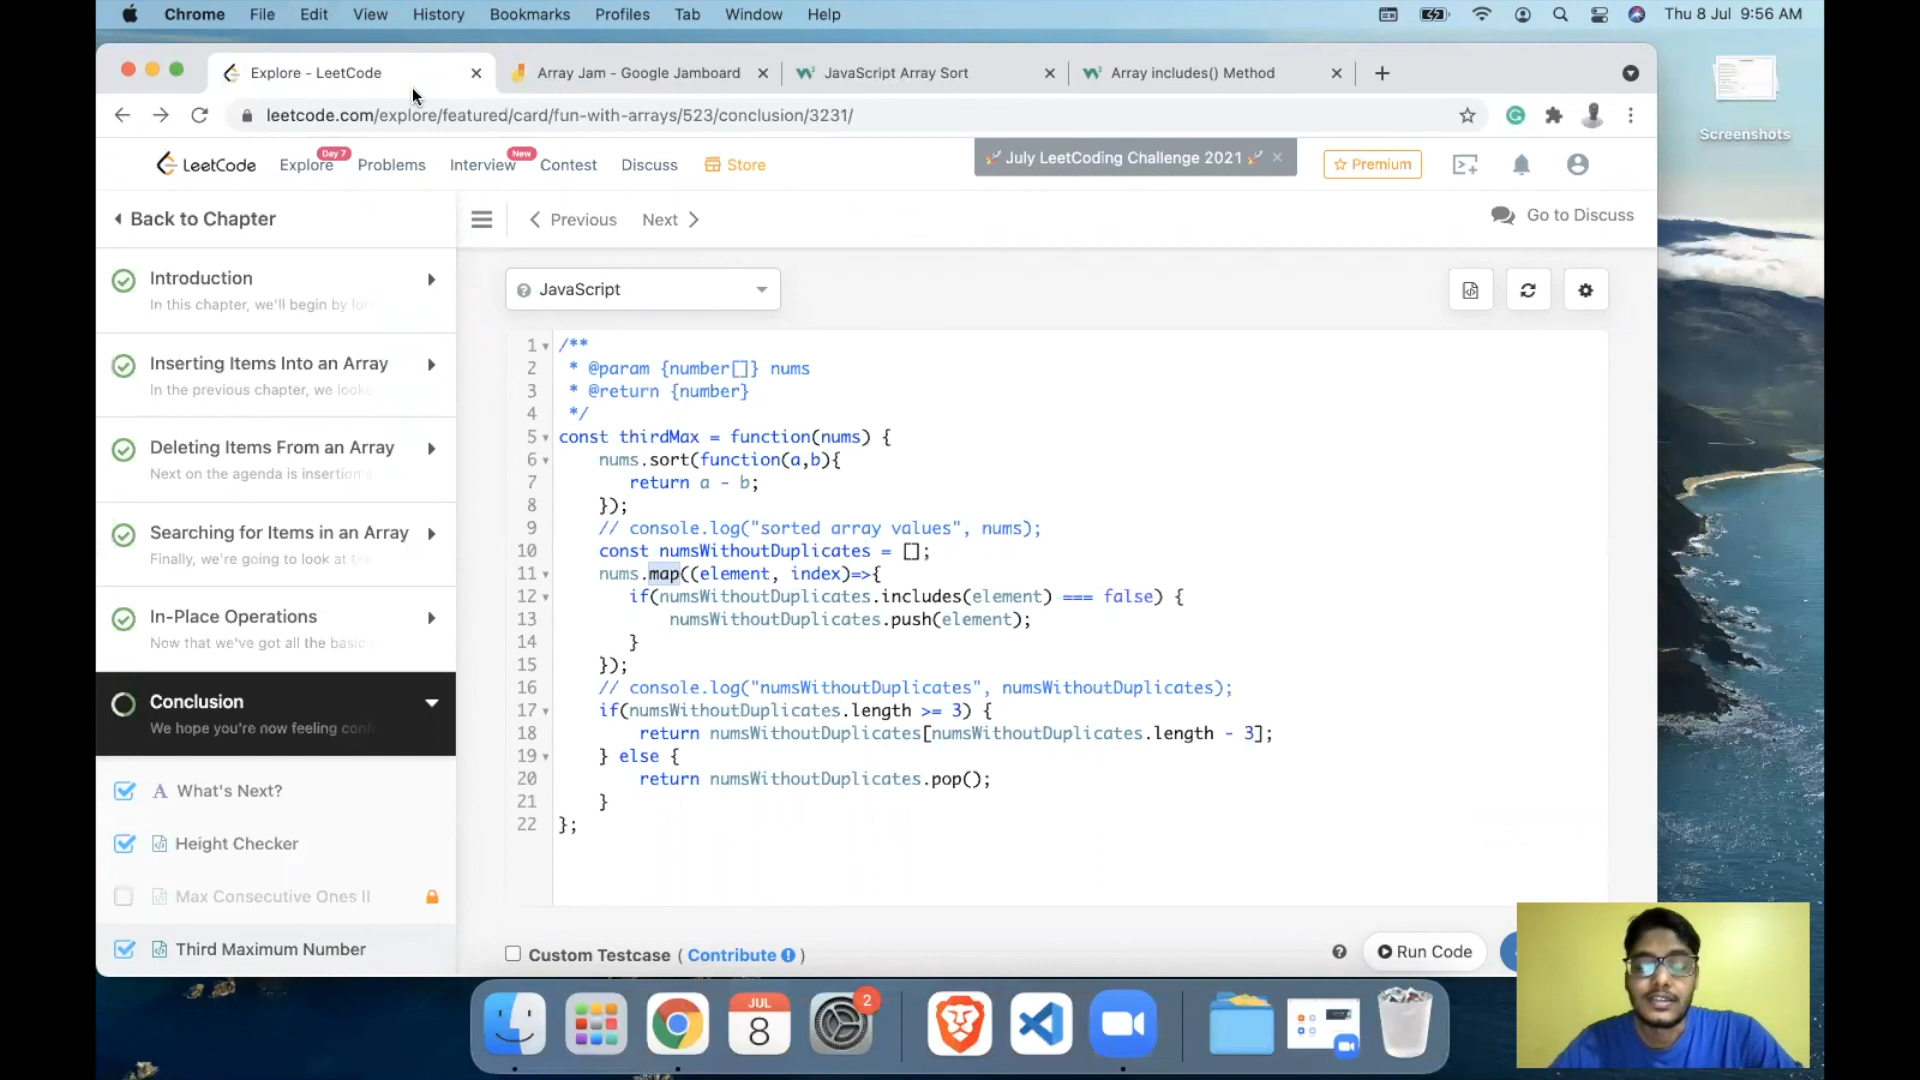 Chrome File Edit View History Bookmarks Profiles Tab Window Help Thu 8 Jul 9:56 AM
Explore - LeetCode Array Jam - Google Jamboard JavaScript Array Sort Array includes() Method
leetcode.com/explore/featured/card/fun-with-arrays/523/conclusion/3231/
Screenshots
LeetCode Explore Day 7 Problems Interview New Contest Discuss Store July LeetCoding Challenge 2021 Premium
Back to Chapter
Previous Next Go to Discuss
Introduction
In this chapter, we'll begin by
Inserting Items Into an Array
In the previous chapter, we looke
Deleting Items From an Array
Next on the agenda is insertions
Searching for Items in an Array
Finally, we're going to look at
In-Place Operations
Now that we've got all the basic
Conclusion
We hope you're now feeling
What's Next?
Height Checker
Max Consecutive Ones II
Third Maximum Number
JavaScript
1 /**
2 * @param {number[]} nums
3 * @return {number}
4 */
5 const thirdMax = function(nums) {
6 nums.sort(function(a,b){
7 return a - b;
8 });
9 // console.log("sorted array values", nums);
10 const numsWithoutDuplicates = [];
11 nums.map((element, index)=>{
12 if(numsWithoutDuplicates.includes(element) === false) {
13 numsWithoutDuplicates.push(element);
14 }
15 });
16 // console.log("numsWithoutDuplicates", numsWithoutDuplicates);
17 if(numsWithoutDuplicates.length >= 3) {
18 return numsWithoutDuplicates[numsWithoutDuplicates.length - 3];
19 } else {
20 return numsWithoutDuplicates.pop();
21 }
22 };
Custom Testcase ( Contribute ) Run Code
JUL
8
2